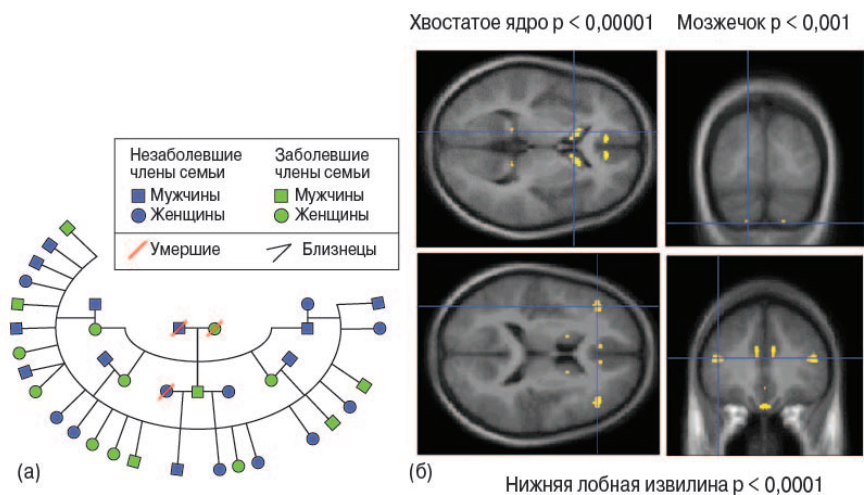 Хвостатое ядро p < 0,00001
Мозжечок p < 0,001
Незаболевшие
члены семьи
Мужчины
Женщины
Заболевшие
члены семьи
Мужчины
Женщины
Умершие
Близнецы
(а)
(б)
Нижняя лобная извилина p < 0,0001